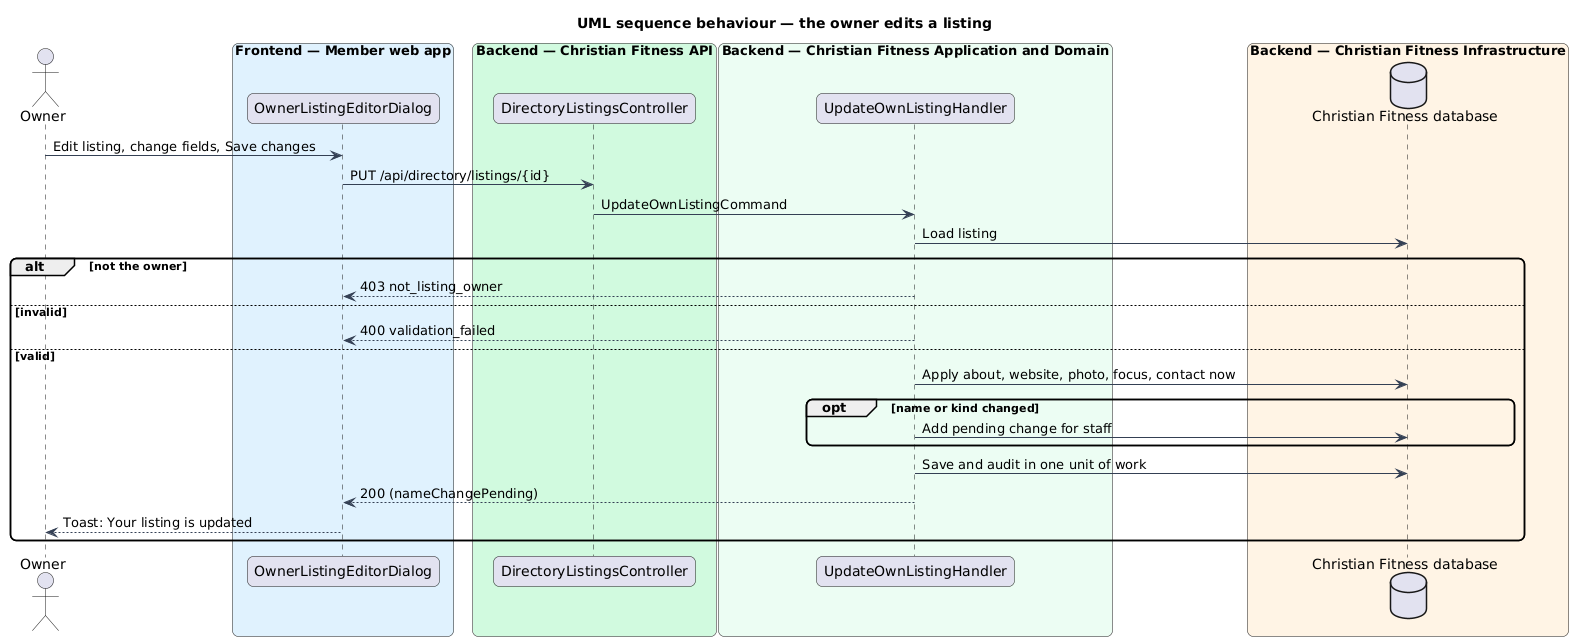 UML sequence behaviour — the owner edits a listing
Frontend — Member web app
Backend — Christian Fitness API
Backend — Christian Fitness Application and Domain
Backend — Christian Fitness Infrastructure
Owner
OwnerListingEditorDialog
DirectoryListingsController
UpdateOwnListingHandler
Christian Fitness database
Edit listing, change fields, Save changes
PUT /api/directory/listings/{id}
UpdateOwnListingCommand
Load listing
alt
[not the owner]
403 not_listing_owner
[invalid]
400 validation_failed
[valid]
Apply about, website, photo, focus, contact now
opt
[name or kind changed]
Add pending change for staff
Save and audit in one unit of work
200 (nameChangePending)
Toast: Your listing is updated
Owner
OwnerListingEditorDialog
DirectoryListingsController
UpdateOwnListingHandler
Christian Fitness database